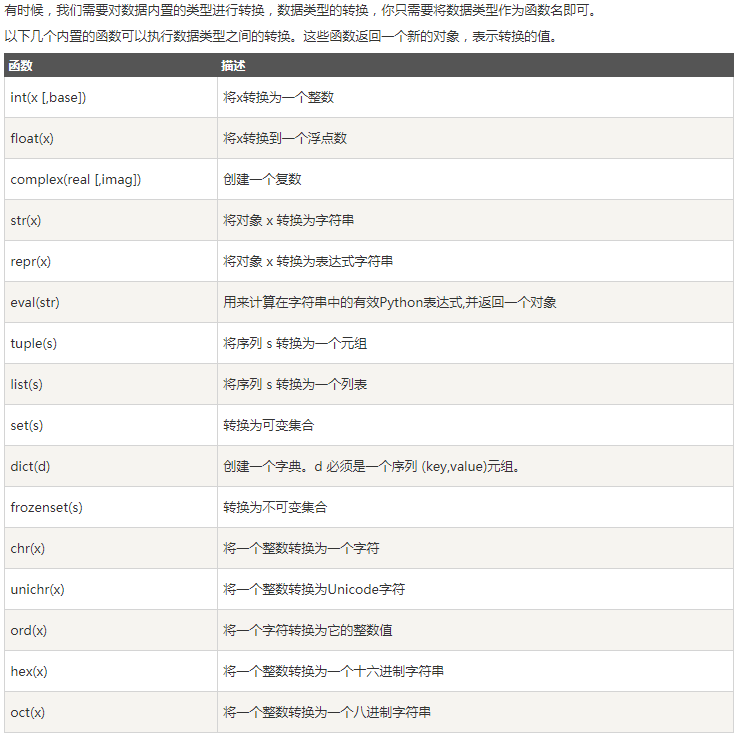 有时候，我们需要对数据内置的类型进行转换，数据类型的转换，你只需要将数据类型作为函数名即可。
以下几个内置的函数可以执行数据类型之间的转换。这些函数返回一个新的对象，表示转换的值。
函数 描述
int(x [,base]) 将x转换为一个整数
float(x) 将x转换到一个浮点数
complex(real [,imag]) 创建一个复数
str(x) 将对象 x 转换为字符串
repr(x) 将对象 x 转换为表达式字符串
eval(str) 用来计算在字符串中的有效Python表达式,并返回一个对象
tuple(s) 将序列 s 转换为一个元组
list(s) 将序列 s 转换为一个列表
set(s) 转换为可变集合
dict(d) 创建一个字典。d 必须是一个序列 (key,value)元组。
frozenset(s) 转换为不可变集合
chr(x) 将一个整数转换为一个字符
unichr(x) 将一个整数转换为Unicode字符
ord(x) 将一个字符转换为它的整数值
hex(x) 将一个整数转换为一个十六进制字符串
oct(x) 将一个整数转换为一个八进制字符串